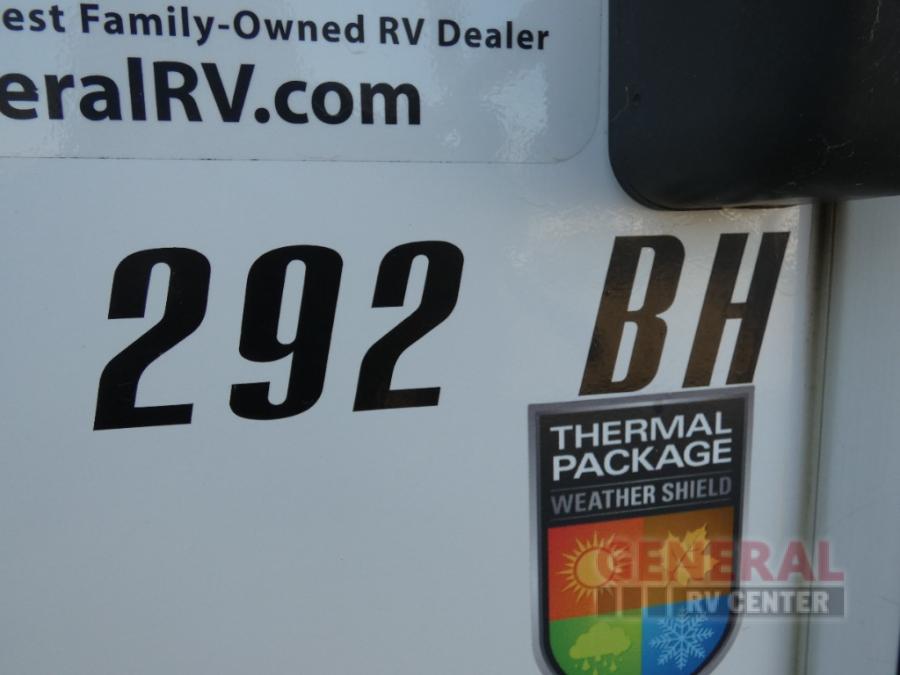 est Family-Owned RV Dealer
eralRV.com
292 BH
THERMAL
PACKAGE
WEATHER SHIELD
GENERAL
RV CENTER